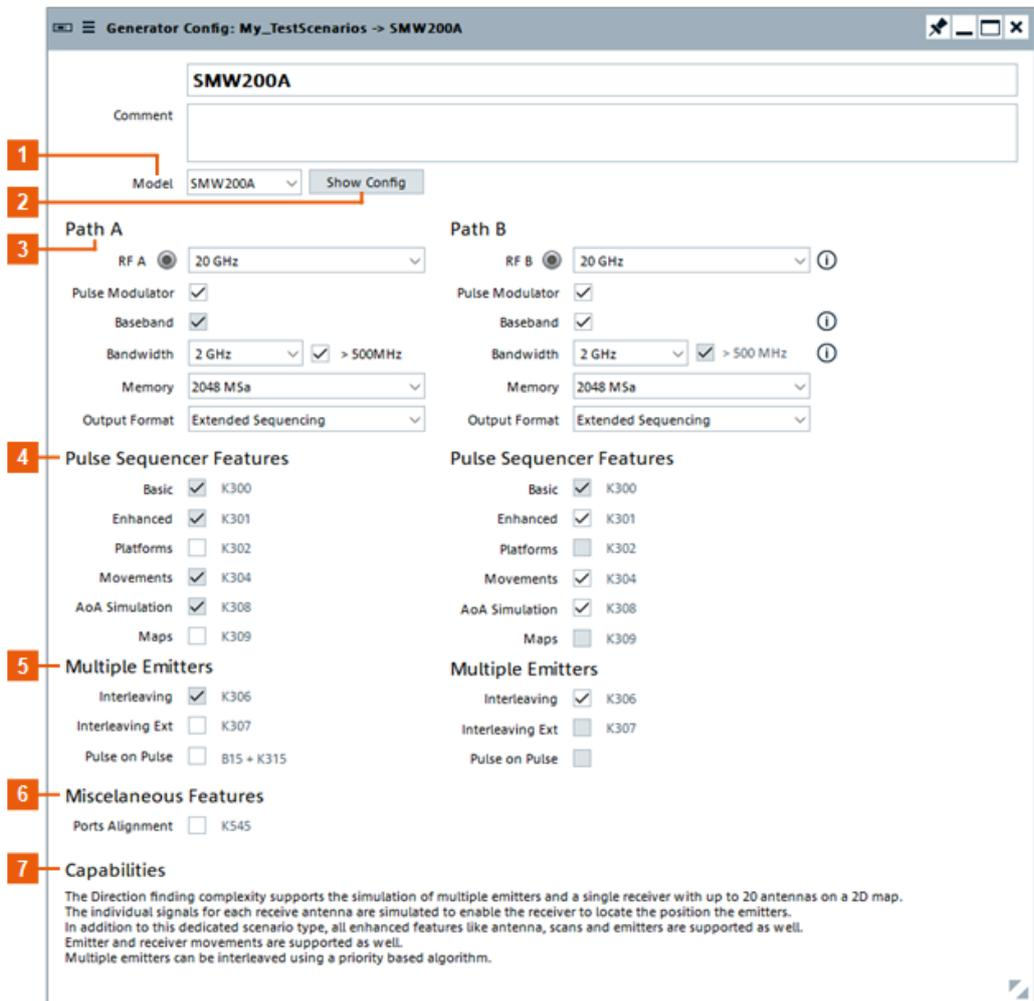 Generator Config: My_TestScenarios -> SMW200A
SMW200A
Comment
1
Model SMW200A Show Config
2
Path A Path B
3
RF A 20 GHz RF B 20 GHz
Pulse Modulator Pulse Modulator
Baseband Baseband
Bandwidth 2 GHz > 500MHz Bandwidth 2 GHz > 500 MHz
Memory 2048 MSa Memory 2048 MSa
Output Format Extended Sequencing Output Format Extended Sequencing
4 Pulse Sequencer Features Pulse Sequencer Features
Basic K300 Basic K300
Enhanced K301 Enhanced K301
Platforms K302 Platforms K302
Movements K304 Movements K304
AoA Simulation K308 AoA Simulation K308
Maps K309 Maps K309
5 Multiple Emitters Multiple Emitters
Interleaving K306 Interleaving K306
Interleaving Ext K307 Interleaving Ext K307
Pulse on Pulse B15 + K315 Pulse on Pulse
6 Miscelaneous Features
Ports Alignment K545
7 Capabilities
The Direction finding complexity supports the simulation of multiple emitters and a single receiver with up to 20 antennas on a 2D map.
The individual signals for each receive antenna are simulated to enable the receiver to locate the position the emitters.
In addition to this dedicated scenario type, all enhanced features like antenna, scans and emitters are supported as well.
Emitter and receiver movements are supported as well.
Multiple emitters can be interleaved using a priority based algorithm.